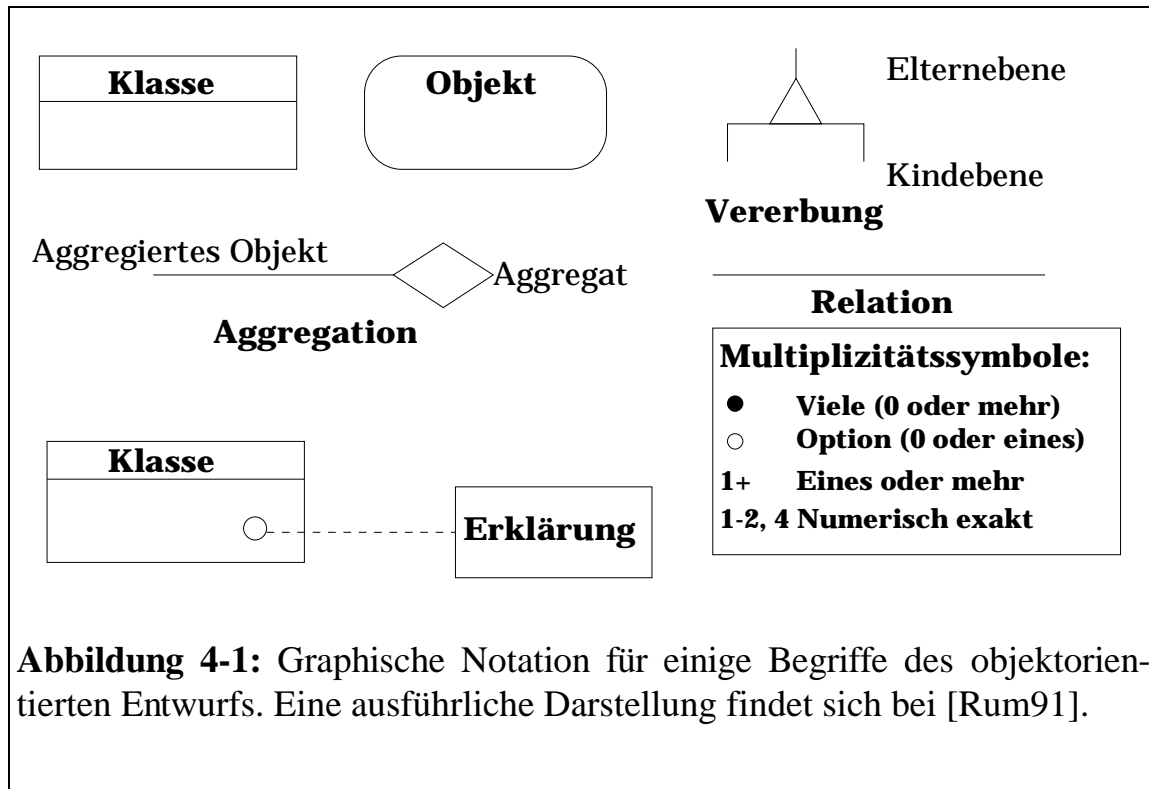 Klasse
Objekt
Elternebene
Kindebene
Vererbung
Aggregiertes Objekt
Aggregat
Aggregation
Relation
Multiplizitätssymbole:
Viele (0 oder mehr)
Option (0 oder eines)
1+ Eines oder mehr
1-2, 4 Numerisch exakt
Klasse
Erklärung
Abbildung 4-1: Graphische Notation für einige Begriffe des objektorien-
tierten Entwurfs. Eine ausführliche Darstellung findet sich bei [Rum91].